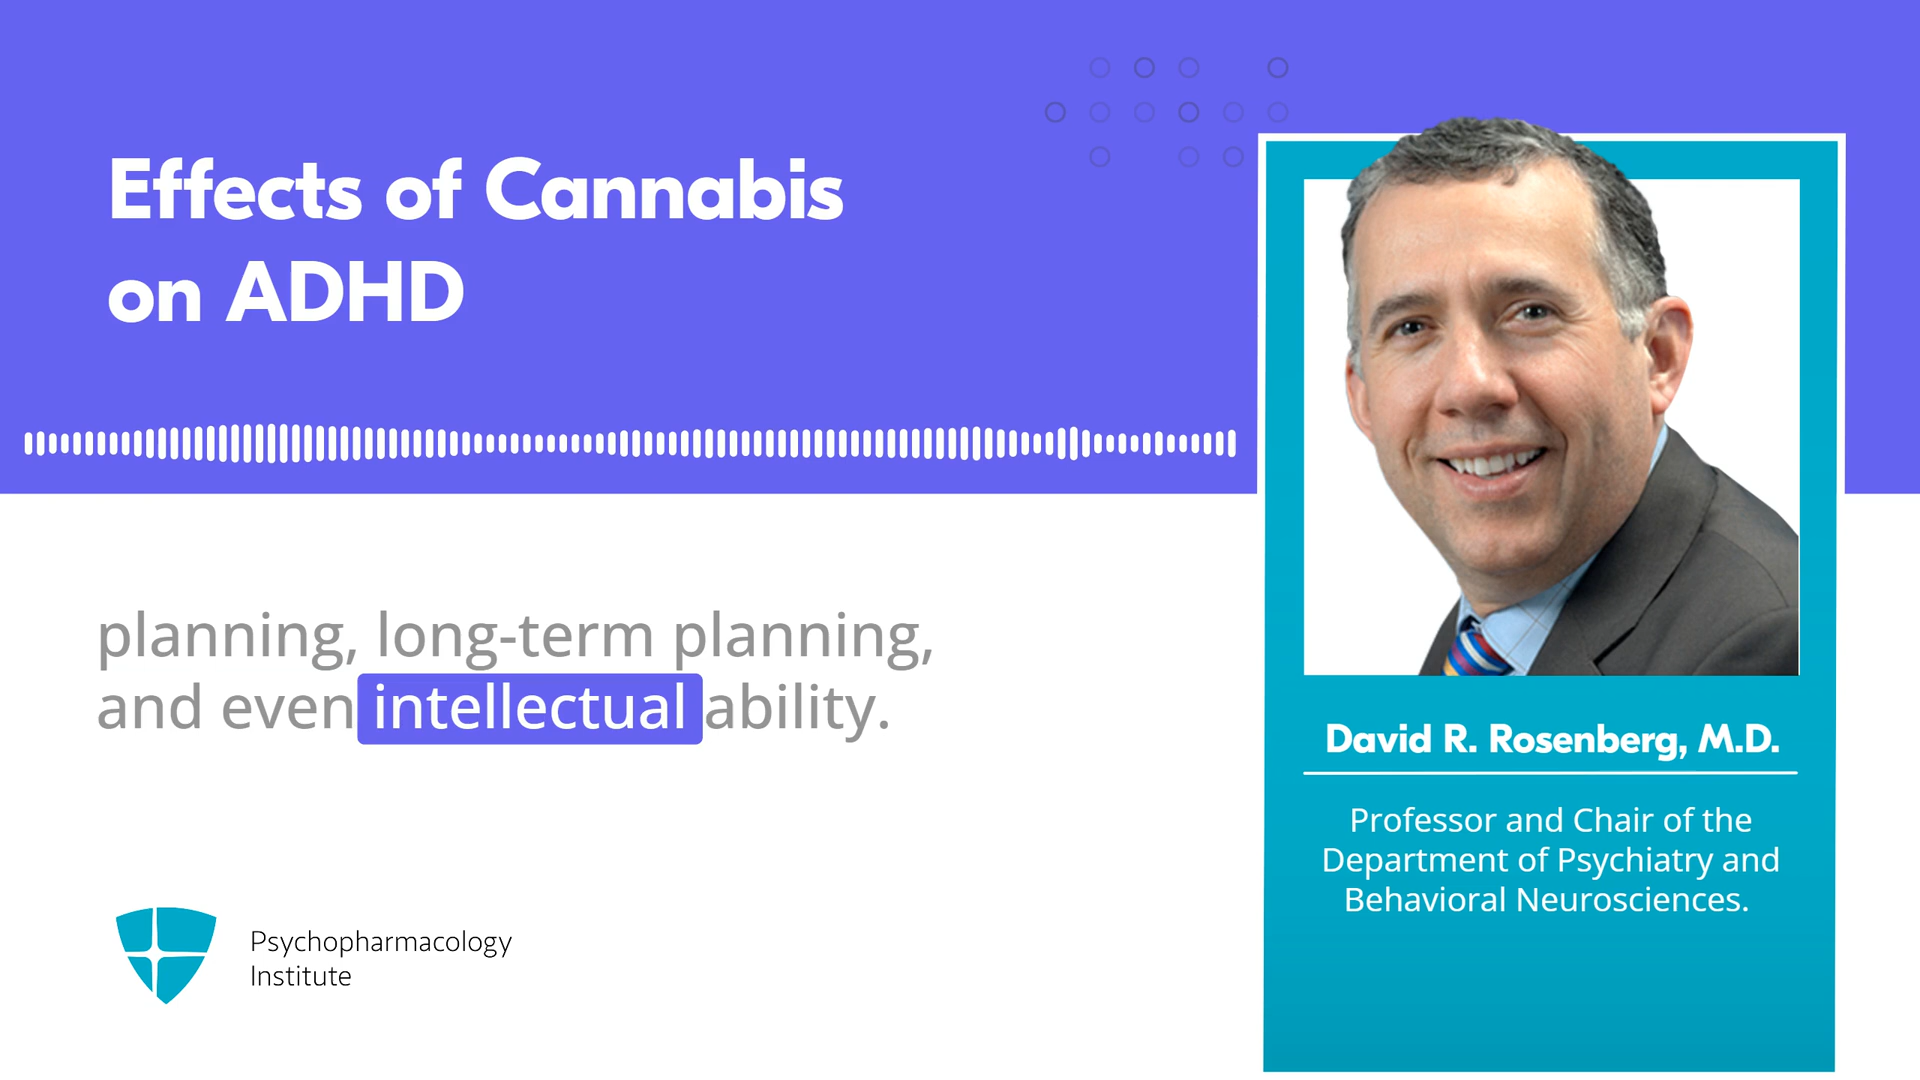 Effects of Cannabis
on ADHD
planning, long-term planning,
and even intellectual ability.
Psychopharmacology
Institute
David R. Rosenberg, M.D.
Professor and Chair of the
Department of Psychiatry and
Behavioral Neurosciences.